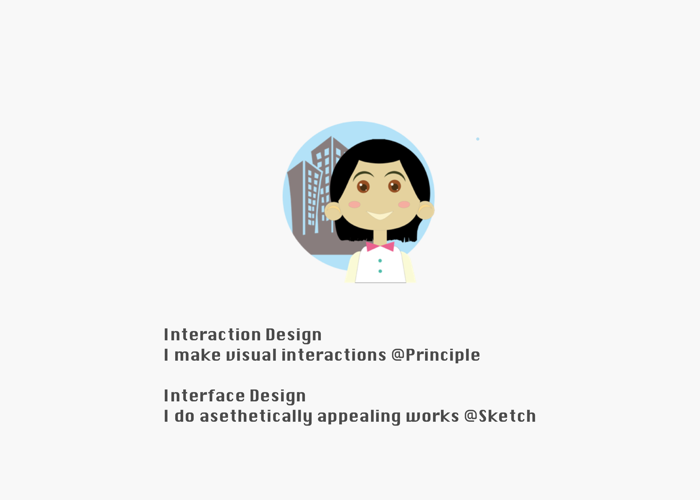 Interaction Design
I make visual interactions @Principle
Interface Design
I do asethetically appealing works @Sketch